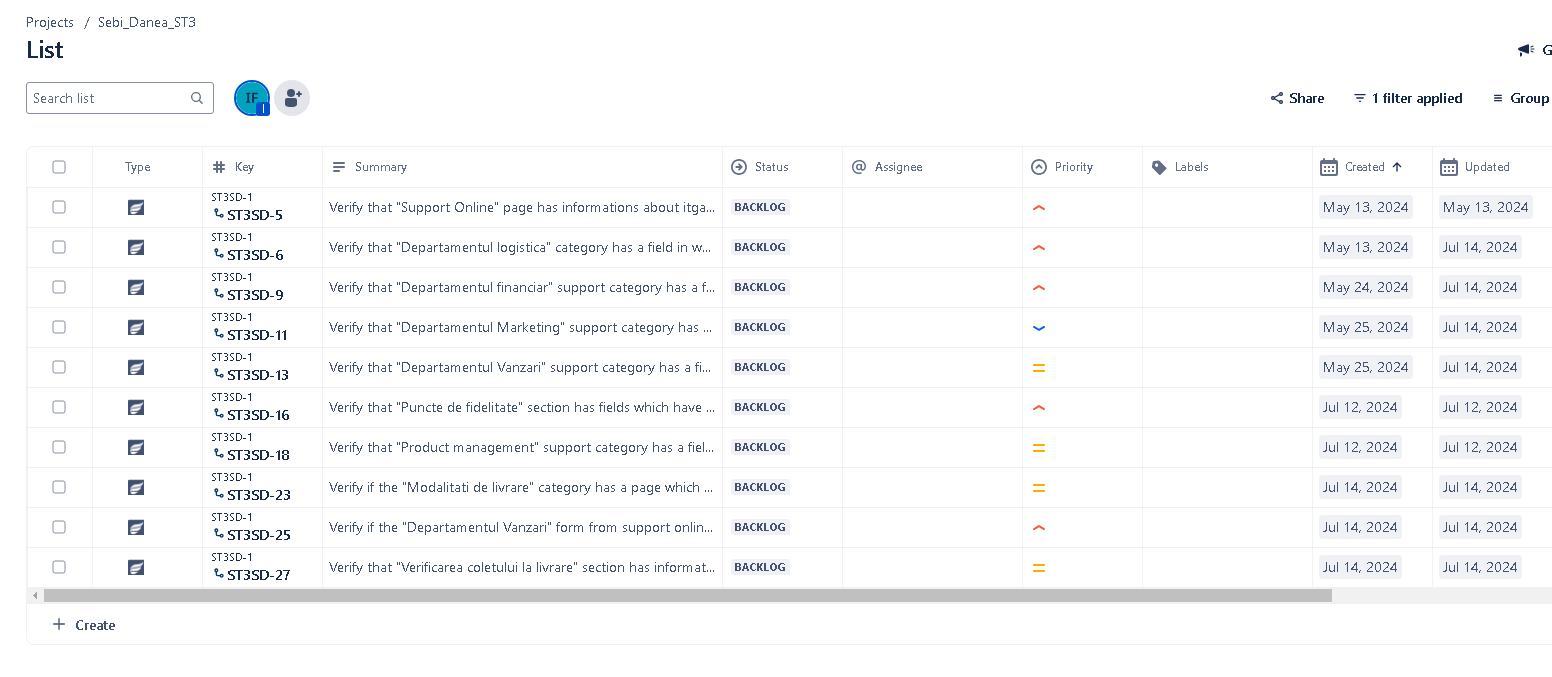 Projects / Sebi_Danea_ST3
List
G
Search list
IF
I
Share
1 filter applied
Group
Type Key Summary Status Assignee Priority Labels Created Updated
ST3SD-1
ST3SD-5 Verify that "Support Online" page has informations about itga... BACKLOG May 13, 2024 May 13, 2024
ST3SD-1
ST3SD-6 Verify that "Departamentul logistica" category has a field in w... BACKLOG May 13, 2024 Jul 14, 2024
ST3SD-1
ST3SD-9 Verify that "Departamentul financiar" support category has a f... BACKLOG May 24, 2024 Jul 14, 2024
ST3SD-1
ST3SD-11 Verify that "Departamentul Marketing" support category has ... BACKLOG May 25, 2024 Jul 14, 2024
ST3SD-1
ST3SD-13 Verify that "Departamentul Vanzari" support category has a fi... BACKLOG May 25, 2024 Jul 14, 2024
ST3SD-1
ST3SD-16 Verify that "Puncte de fidelitate" section has fields which have ... BACKLOG Jul 12, 2024 Jul 12, 2024
ST3SD-1
ST3SD-18 Verify that "Product management" support category has a fiel... BACKLOG Jul 12, 2024 Jul 12, 2024
ST3SD-1
ST3SD-23 Verify if the "Modalitati de livrare" category has a page which ... BACKLOG Jul 14, 2024 Jul 14, 2024
ST3SD-1
ST3SD-25 Verify if the "Departamentul Vanzari" form from support onlin... BACKLOG Jul 14, 2024 Jul 14, 2024
ST3SD-1
ST3SD-27 Verify that "Verificarea coletului la livrare" section has informat... BACKLOG Jul 14, 2024 Jul 14, 2024
Create